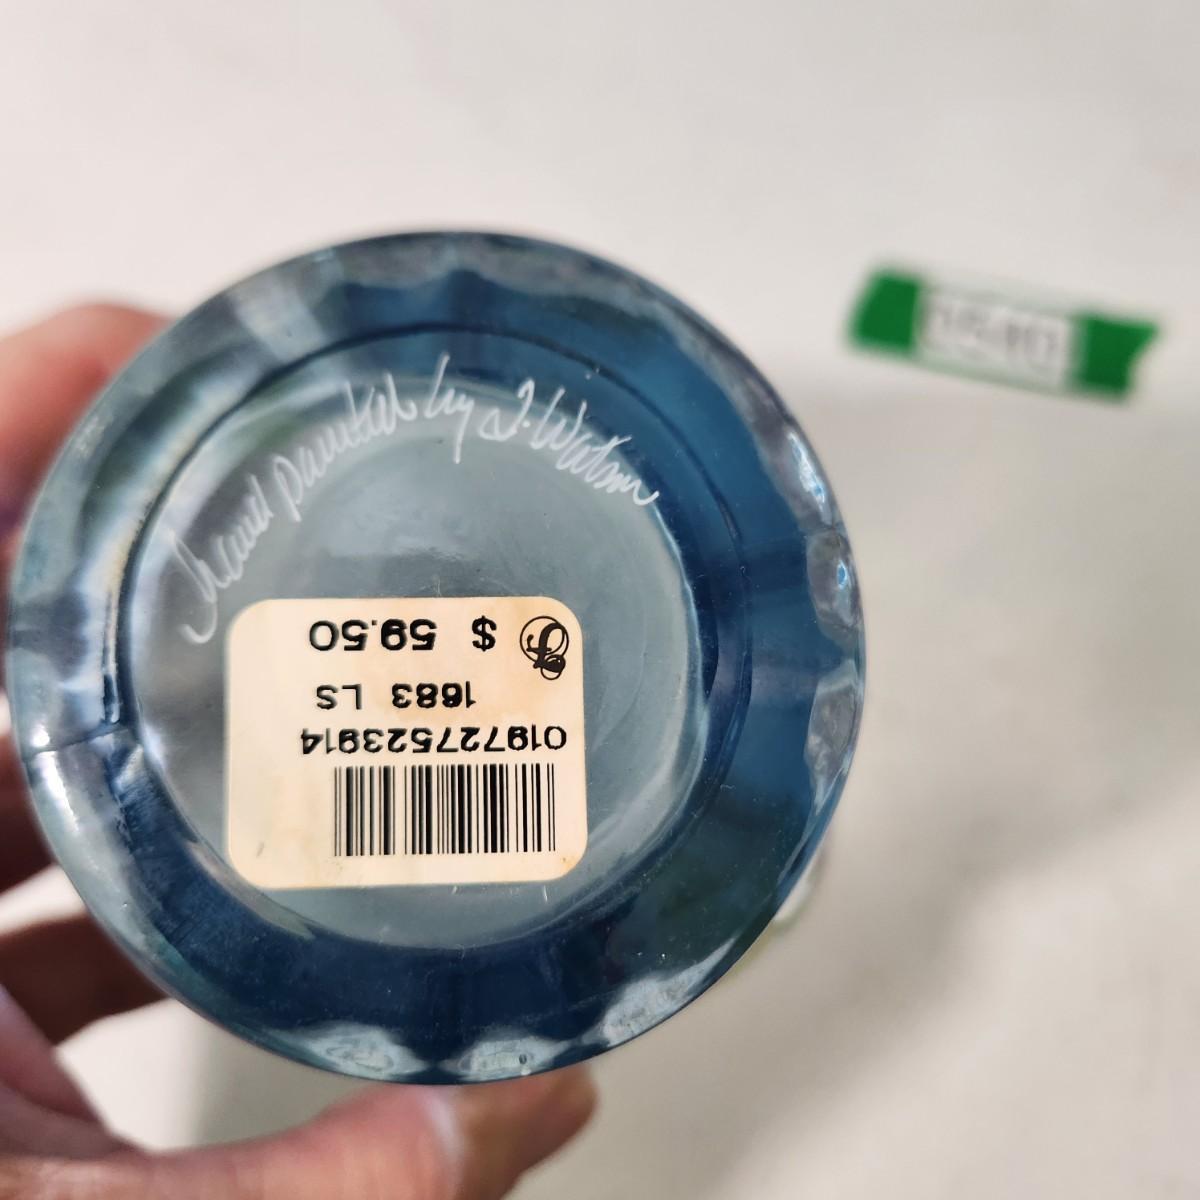 hand painted by J. Watson
$ 59.50
1683 LS
019727523914